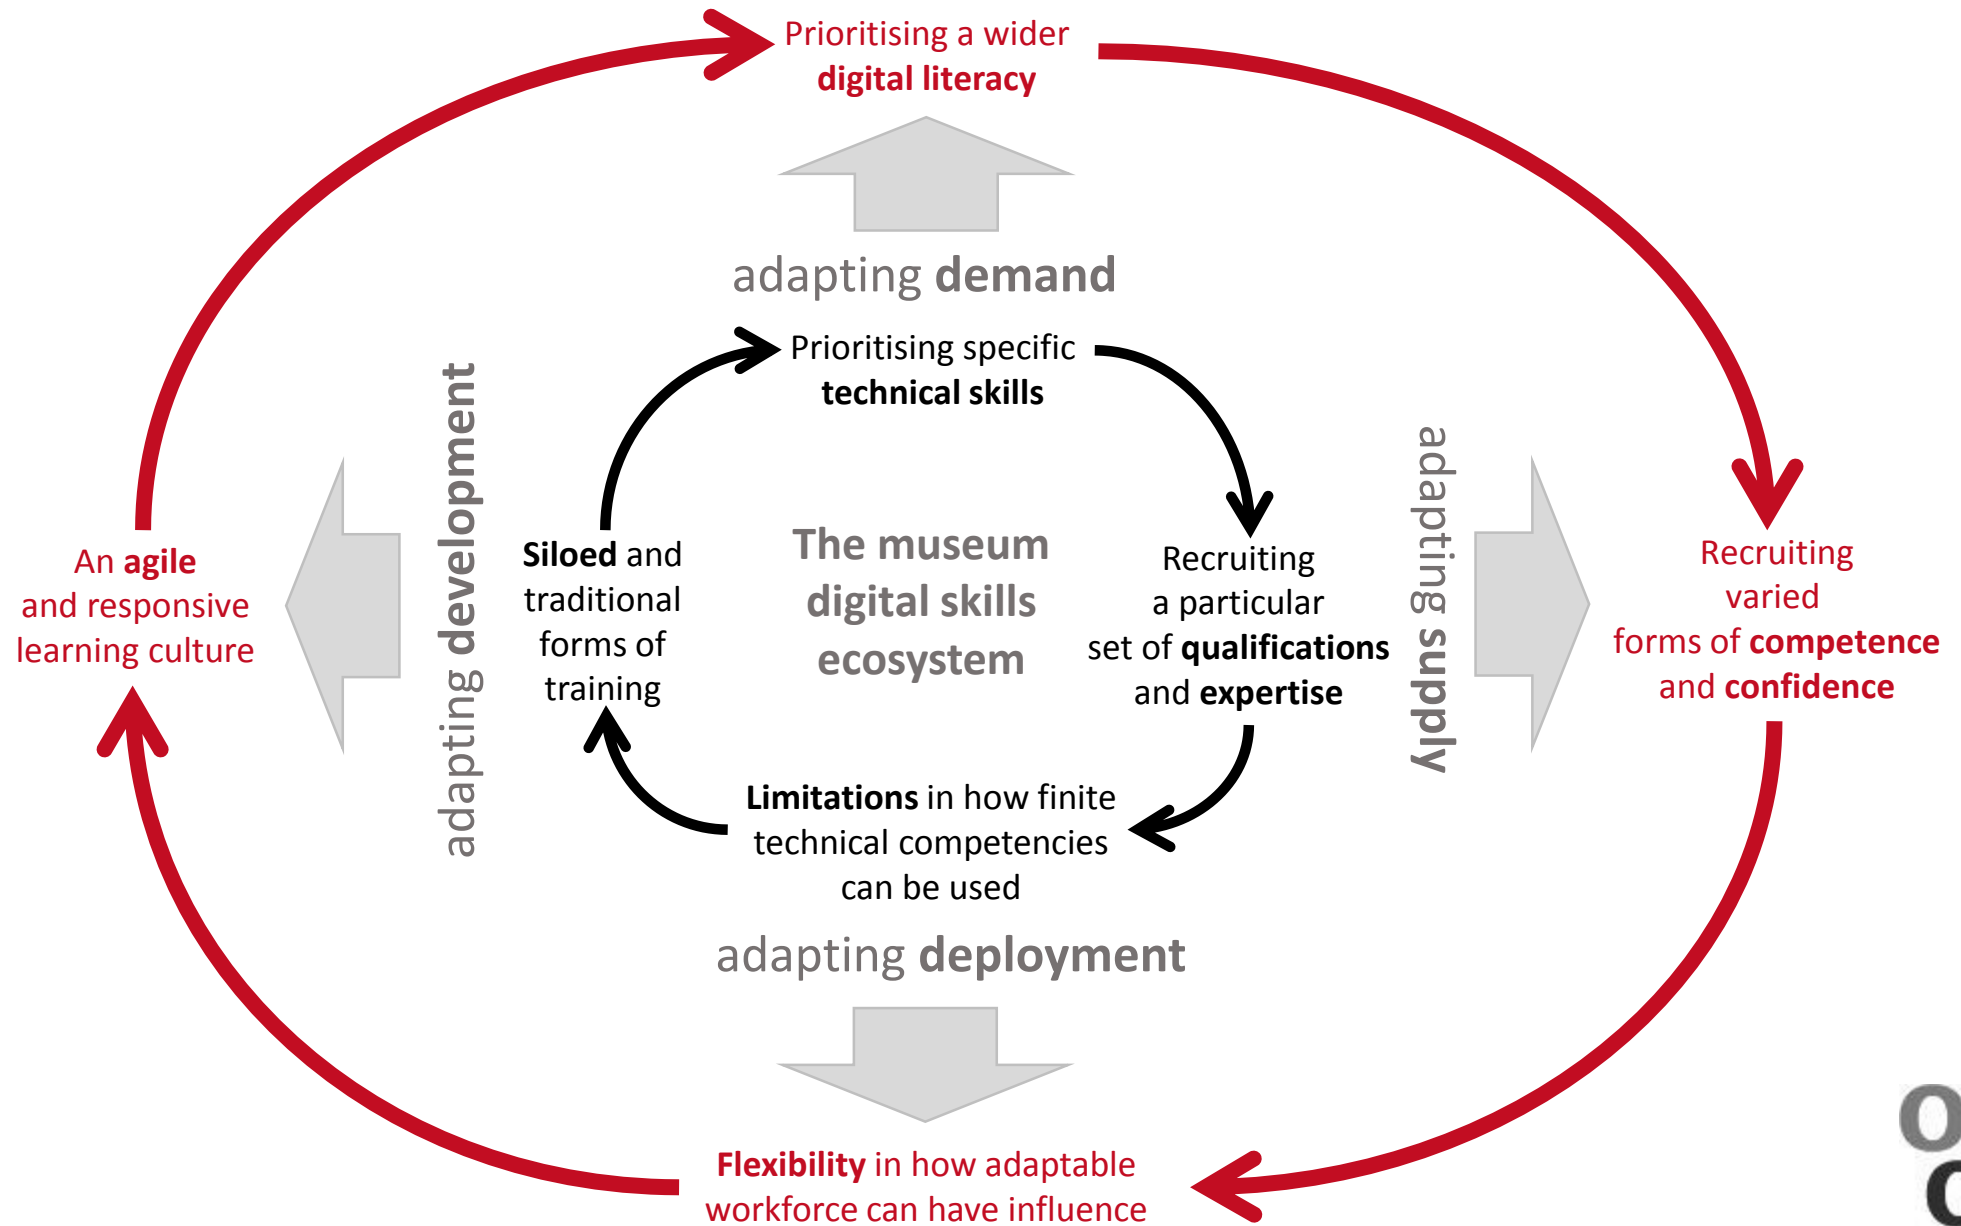 Prioritising a wider
digital literacy
adapting demand
Prioritising specific
technical skills
adapting development
adapting supply
An agile
and responsive
learning culture
Siloed and
traditional
forms of
training
The museum
digital skills
ecosystem
Recruiting
a particular
set of qualifications
and expertise
Recruiting
varied
forms of competence
and confidence
Limitations in how finite
technical competencies
can be used
adapting deployment
Flexibility in how adaptable
workforce can have influence